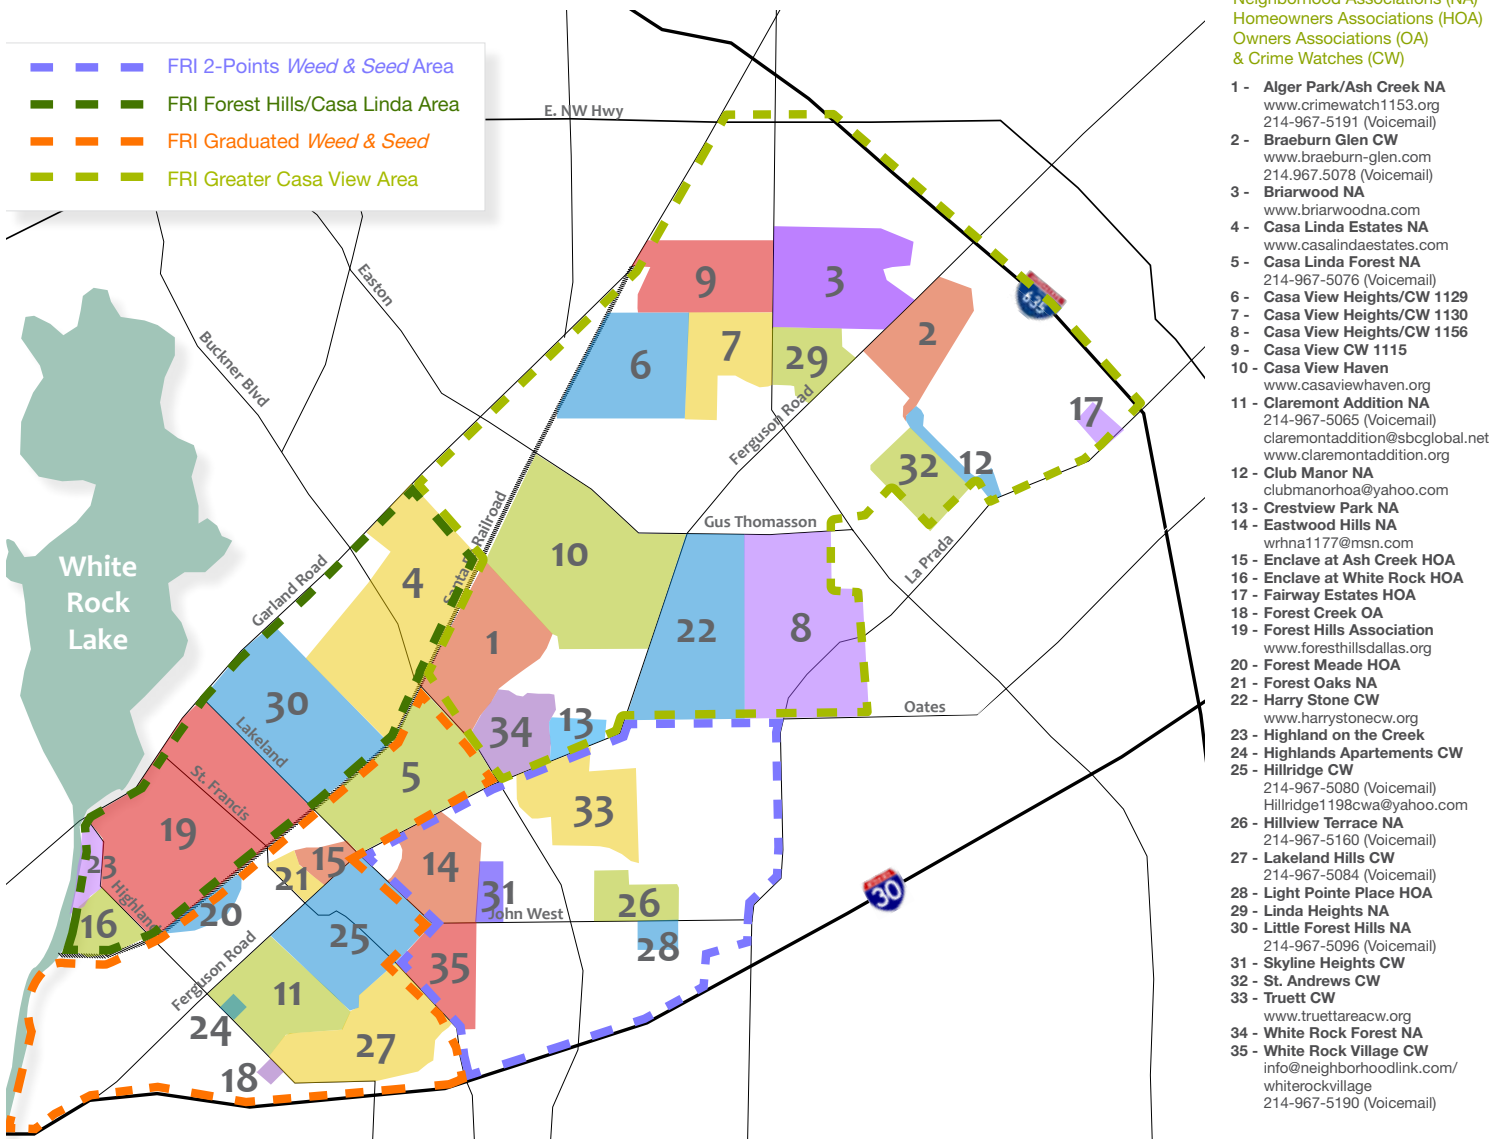 FRI 2-Points Weed & Seed Area
FRI Forest Hills/Casa Linda Area
FRI Graduated Weed & Seed
FRI Greater Casa View Area
E. NW Hwy
Easton
Buckner Blvd
Garland Road
Railroad
Ferguson Road
Gus Thomasson
La Prada
Oates
Lakeland
St. Francis
Highland
John West
Ferguson Road
White
Rock
Lake
635
30
9
3
2
6
7
29
17
32
12
10
4
1
22
8
30
34
13
5
33
19
23
15
21
14
31
16
20
26
25
28
35
11
24
27
18
Neighborhood Associations (NA)
Homeowners Associations (HOA)
Owners Associations (OA)
& Crime Watches (CW)
1 - Alger Park/Ash Creek NA
www.crimewatch1153.org
214-967-5191 (Voicemail)
2 - Braeburn Glen CW
www.braeburn-glen.com
214.967.5078 (Voicemail)
3 - Briarwood NA
www.briarwoodna.com
4 - Casa Linda Estates NA
www.casalindaestates.com
5 - Casa Linda Forest NA
214-967-5076 (Voicemail)
6 - Casa View Heights/CW 1129
7 - Casa View Heights/CW 1130
8 - Casa View Heights/CW 1156
9 - Casa View CW 1115
10 - Casa View Haven
www.casaviewhaven.org
11 - Claremont Addition NA
214-967-5065 (Voicemail)
claremontaddition@sbcglobal.net
www.claremontaddition.org
12 - Club Manor NA
clubmanorhoa@yahoo.com
13 - Crestview Park NA
14 - Eastwood Hills NA
wrhna1177@msn.com
15 - Enclave at Ash Creek HOA
16 - Enclave at White Rock HOA
17 - Fairway Estates HOA
18 - Forest Creek OA
19 - Forest Hills Association
www.foresthillsdallas.org
20 - Forest Meade HOA
21 - Forest Oaks NA
22 - Harry Stone CW
www.harrystonecw.org
23 - Highland on the Creek
24 - Highlands Apartements CW
25 - Hillridge CW
214-967-5080 (Voicemail)
Hillridge1198cwa@yahoo.com
26 - Hillview Terrace NA
214-967-5160 (Voicemail)
27 - Lakeland Hills CW
214-967-5084 (Voicemail)
28 - Light Pointe Place HOA
29 - Linda Heights NA
30 - Little Forest Hills NA
214-967-5096 (Voicemail)
31 - Skyline Heights CW
32 - St. Andrews CW
33 - Truett CW
www.truettareacw.org
34 - White Rock Forest NA
35 - White Rock Village CW
info@neighborhoodlink.com/
whiterockvillage
214-967-5190 (Voicemail)